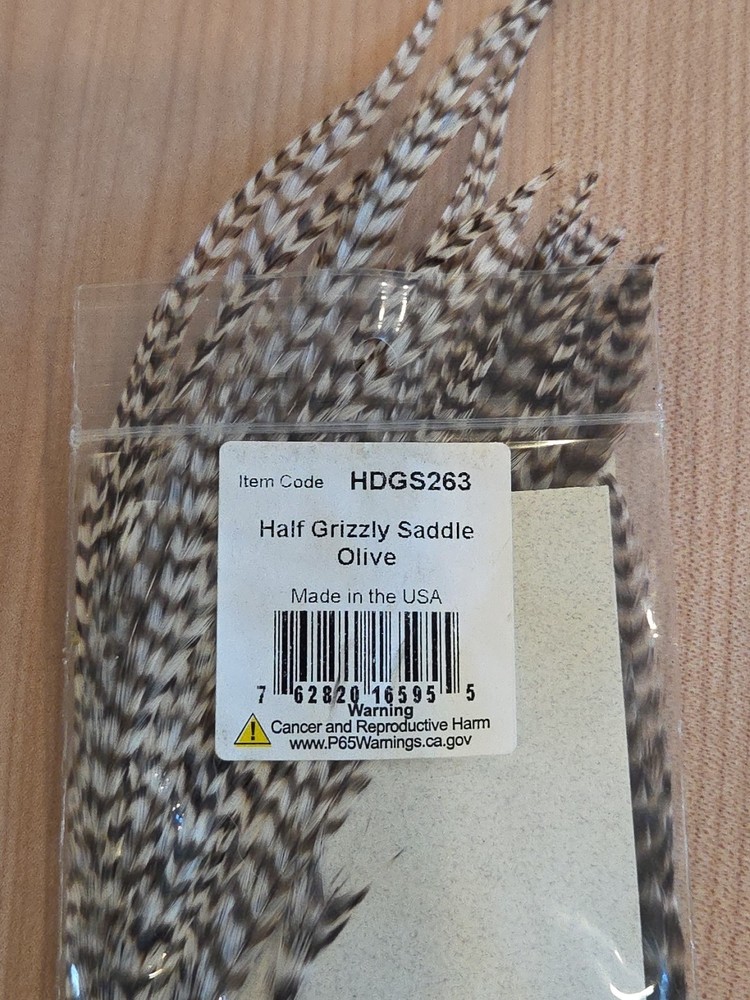 Item Code HDGS263
Half Grizzly Saddle
Olive
Made in the USA
7 62820 16595 5
Warning
Cancer and Reproductive Harm
www.P65Warnings.ca.gov